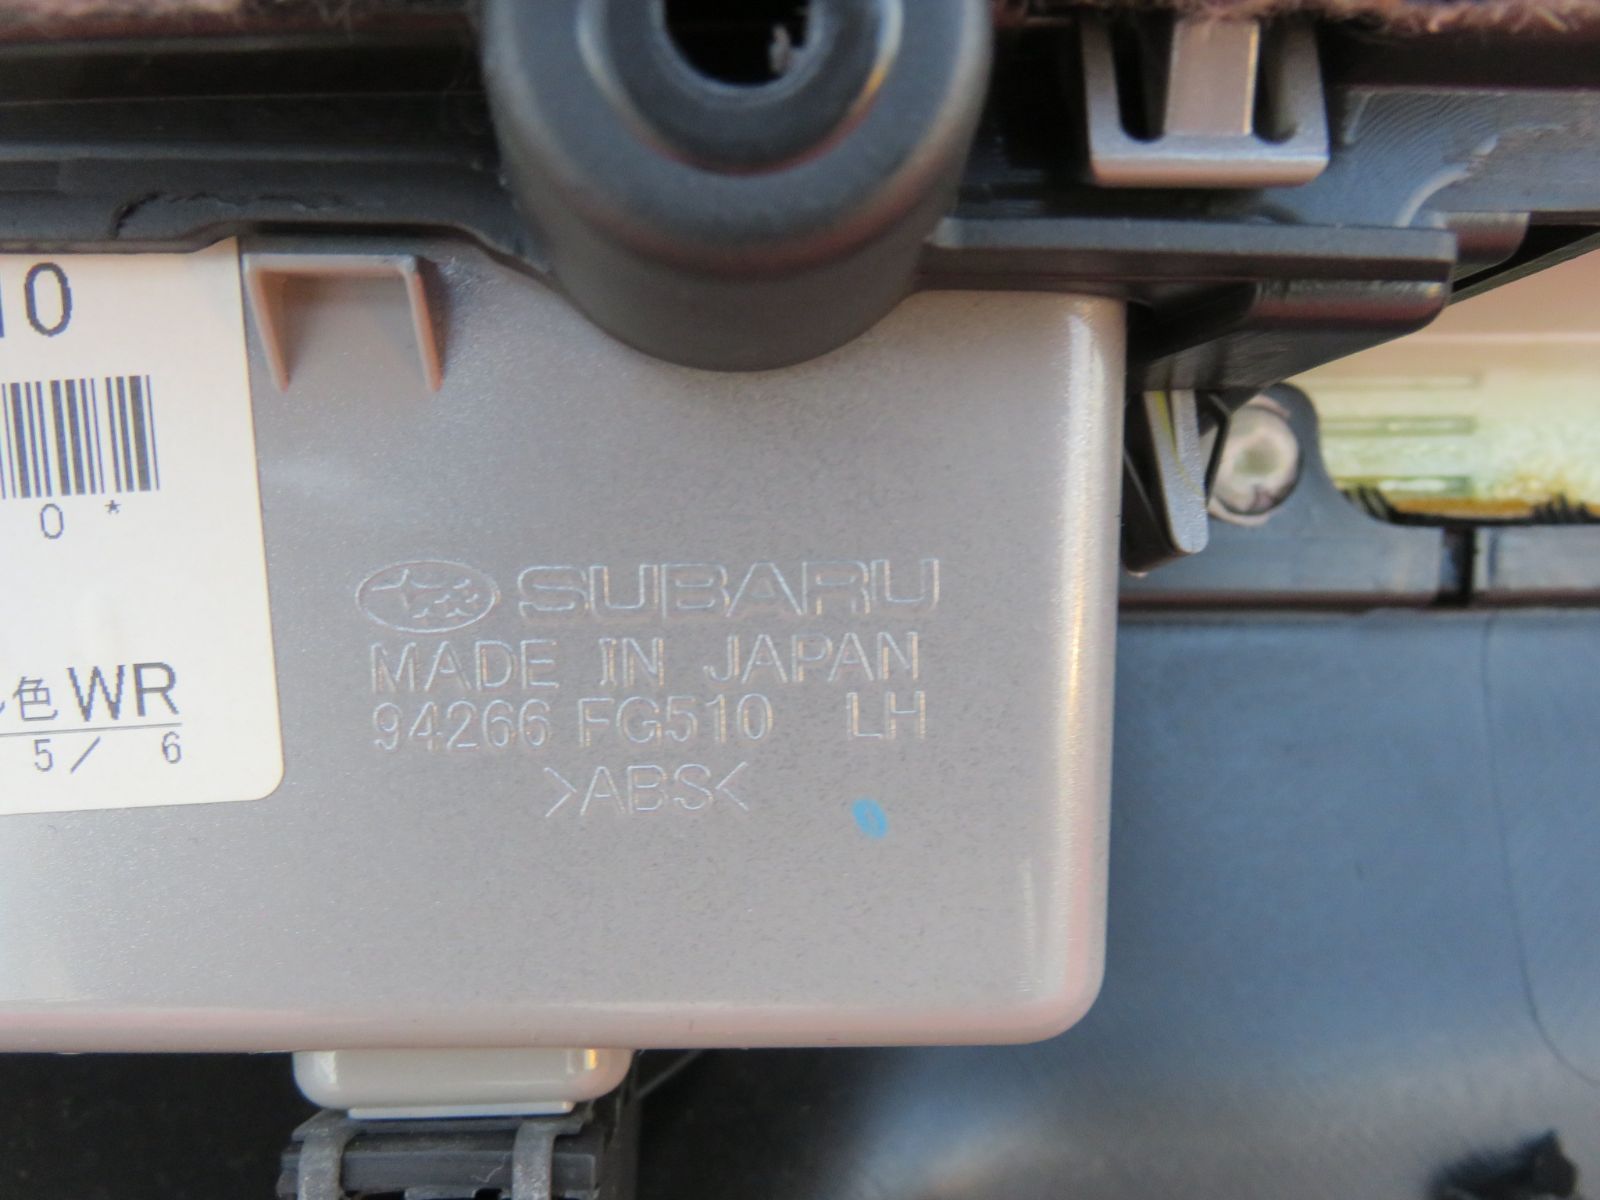 10
0*
色WR
5/ 6
SUBARU
MADE IN JAPAN
94266 FG510 LH
>ABS<